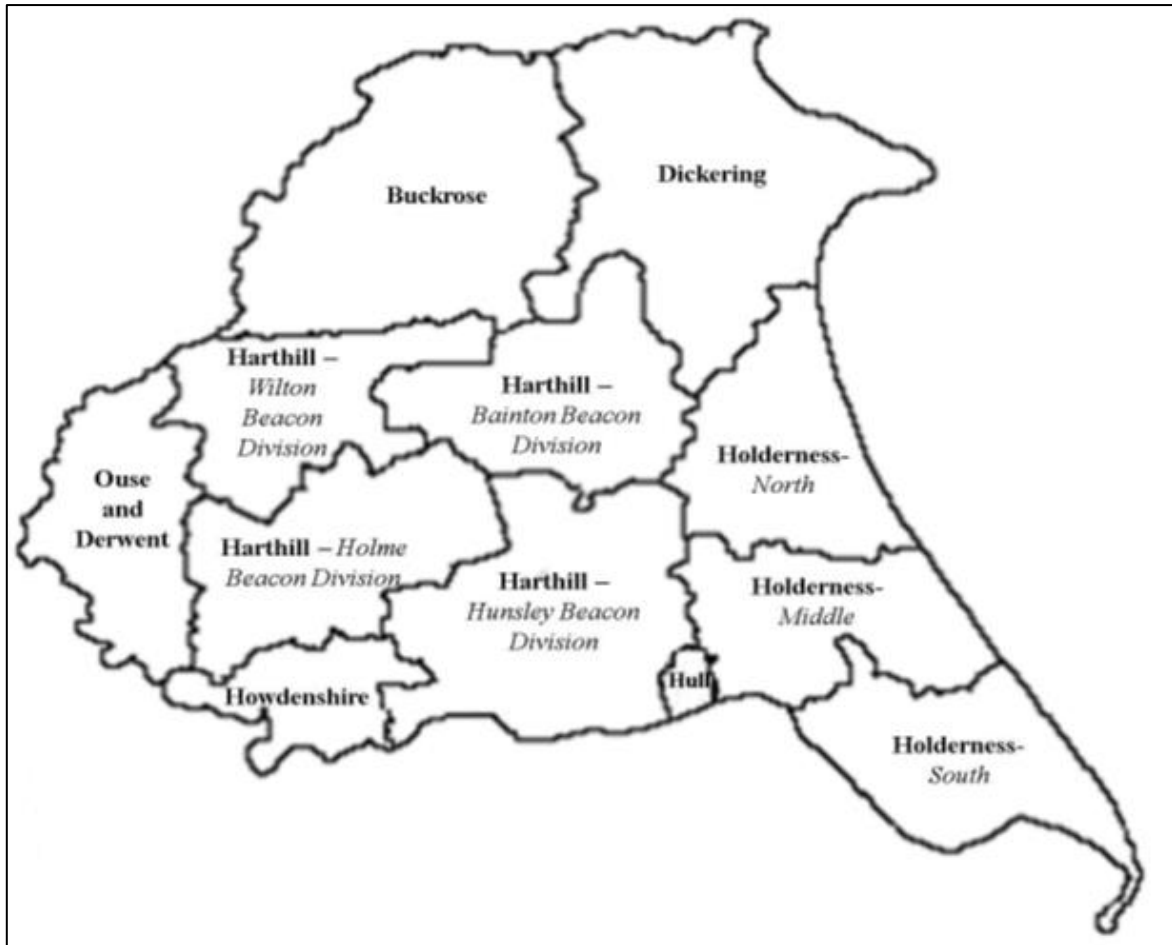 Dickering
Buckrose
Harthill –
Wilton
Beacon
Division
Harthill –
Bainton Beacon
Division
Holderness-
North
Ouse
and
Derwent
Harthill – Holme
Beacon Division
Harthill –
Hunsley Beacon
Division
Holderness-
Middle
Hull
Howdenshire
Holderness-
South